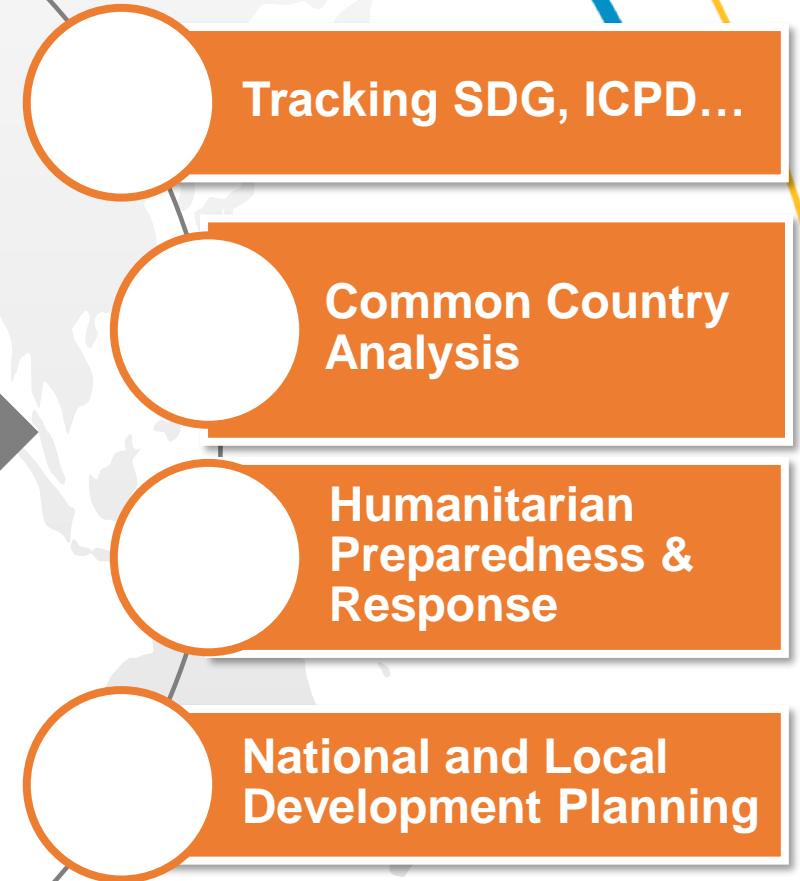 Tracking SDG, ICPD…
Common Country
Analysis
Humanitarian
Preparedness &
Response
National and Local
Development Planning